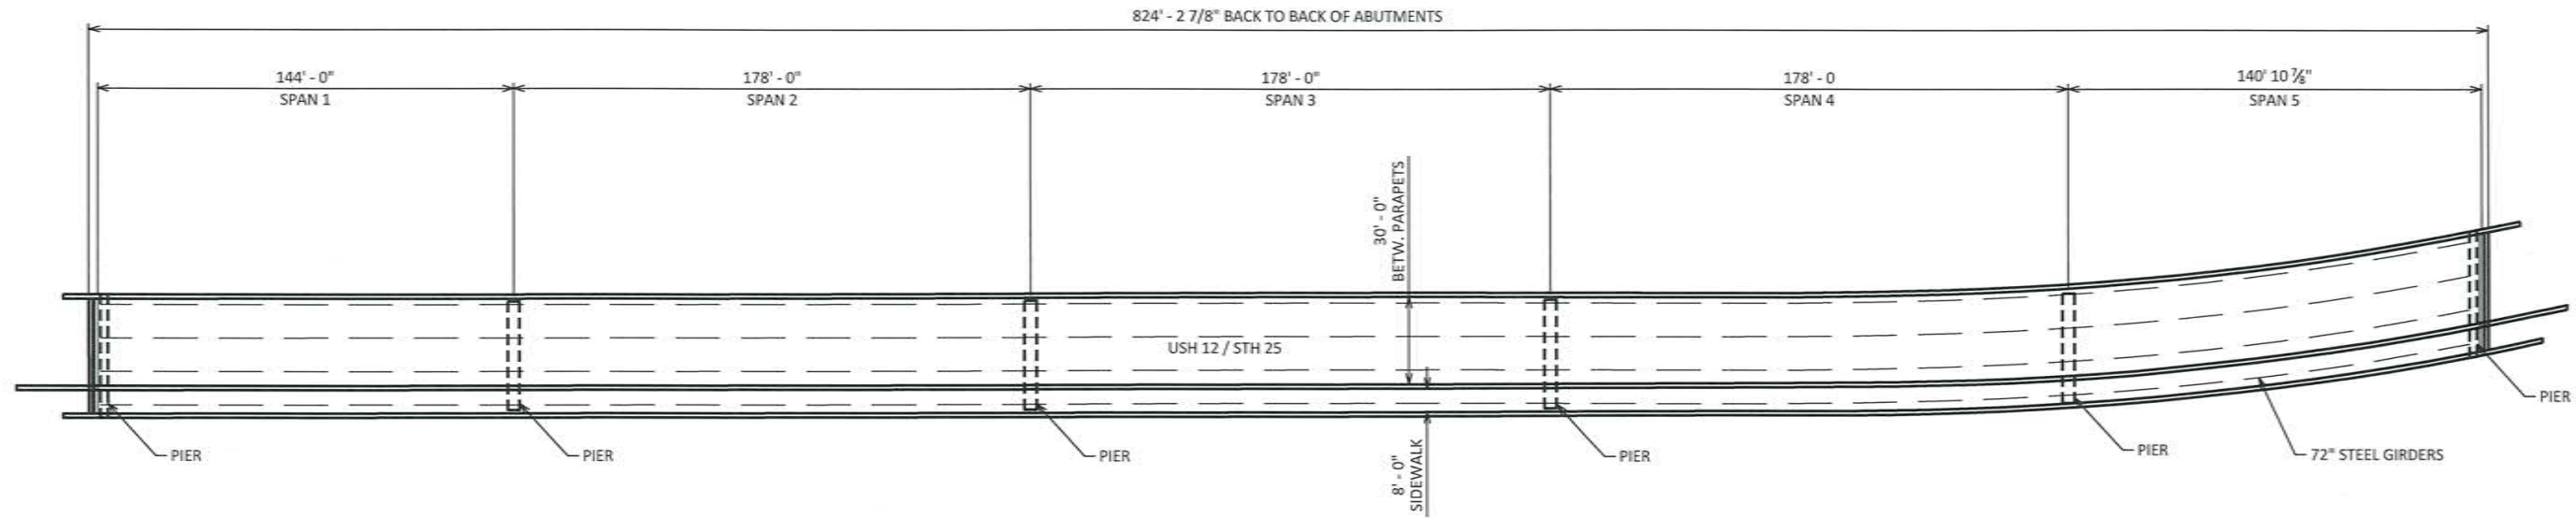 824' - 2 7/8" BACK TO BACK OF ABUTMENTS
144' - 0"
SPAN 1
178' - 0"
SPAN 2
178' - 0"
SPAN 3
178' - 0
SPAN 4
140' 10 ⅞"
SPAN 5
30' - 0"
BETW. PARAPETS
USH 12 / STH 25
8' - 0"
SIDEWALK
PIER
PIER
PIER
PIER
PIER
PIER
72" STEEL GIRDERS